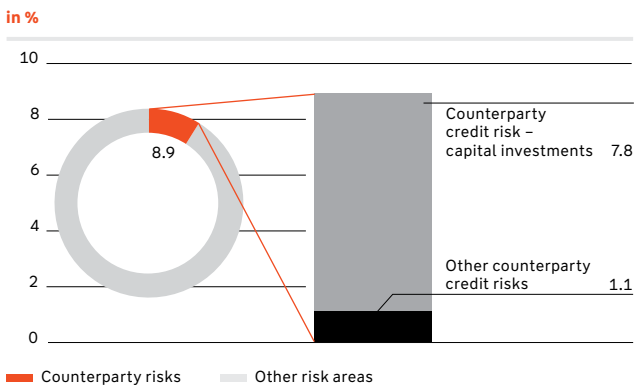 in %
10
8
8.9
6
4
2
0
Counterparty
credit risk –
capital investments 7.8
Other counterparty
credit risks 1.1
Counterparty risks
Other risk areas